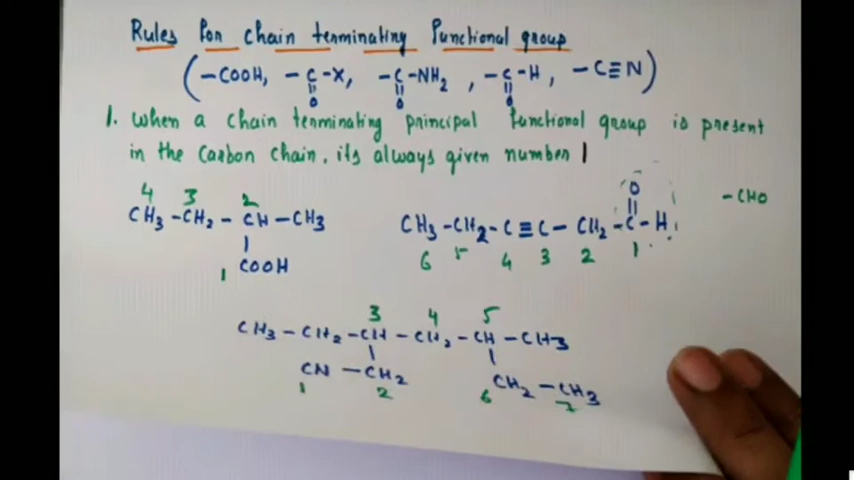 Rules for chain terminating functional group
(-COOH, -C-X, -C-NH2, -C-H, -C≡N)
|| || ||
O O O
1. When a chain terminating principal functional group is present
in the carbon chain, its always given number 1
4 3 2
CH3-CH2-CH-CH3
|
1 COOH
O
||
CH3-CH2-C≡C-CH2-C-H
6 5 4 3 2 1
-CHO
3 4 5
CH3-CH2-CH-CH2-CH-CH3
| |
CN-CH2 CH2-CH3
1 2 6 7